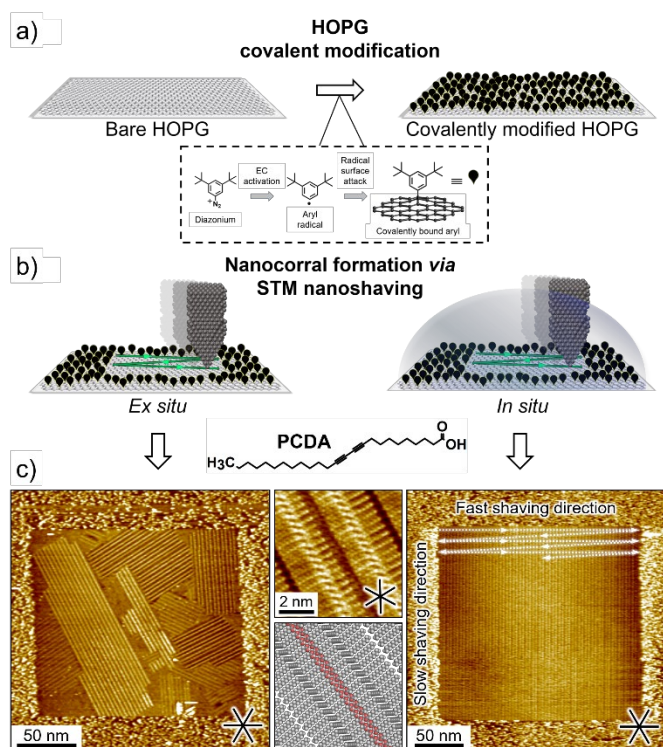 a)
HOPG
covalent modification
Bare HOPG
Covalently modified HOPG
EC
activation
Radical
surface
attack
+N₂
Diazonium
Aryl
radical
≡
Covalently bound aryl
b)
Nanocorral formation via
STM nanoshaving
Ex situ
In situ
PCDA
H₃C
O
OH
c)
Fast shaving direction
Slow shaving direction
2 nm
50 nm
50 nm